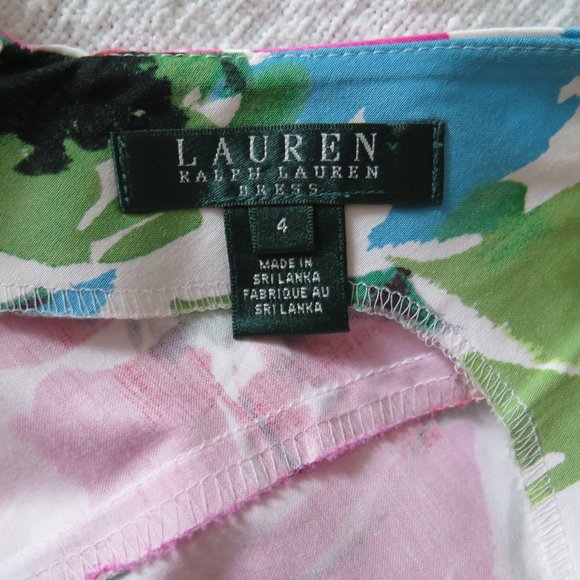 LAUREN
RALPH LAUREN
DRESS
4
MADE IN
SRI LANKA
FABRIQUE AU
SRI LANKA